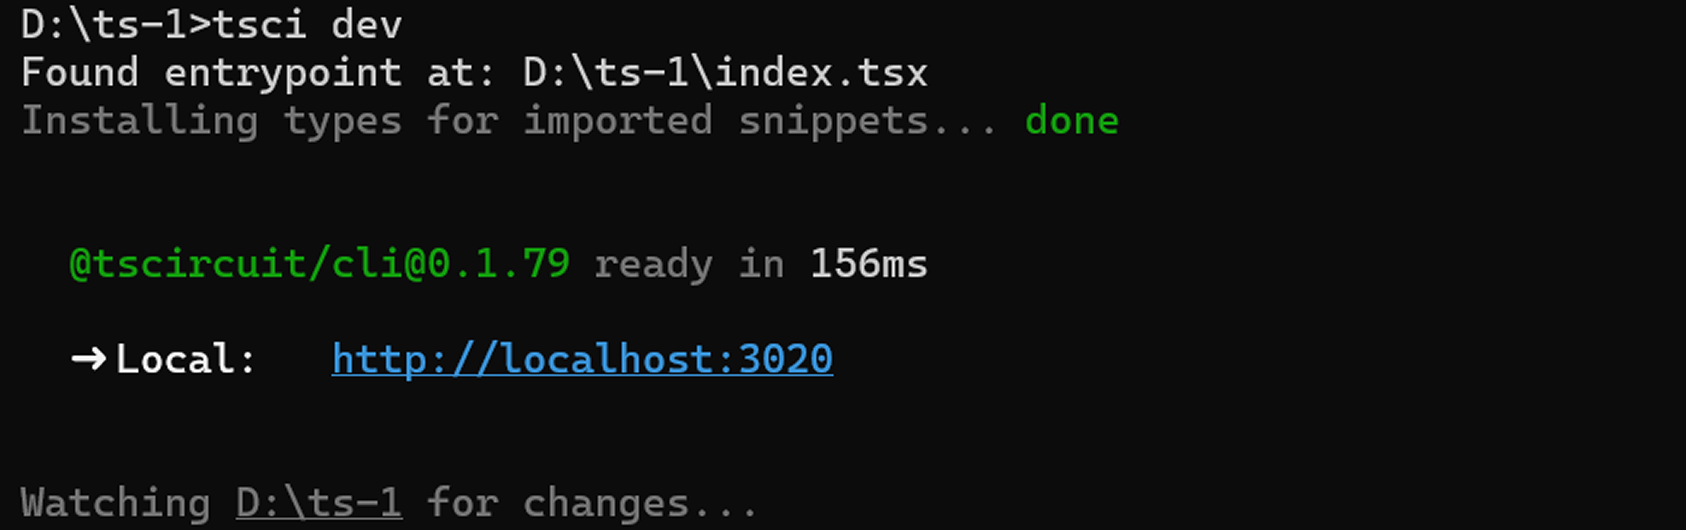 D:\ts-1>tsci dev
Found entrypoint at: D:\ts-1\index.tsx
Installing types for imported snippets... done
@tscircuit/cli@0.1.79 ready in 156ms
➜ Local: http://localhost:3020
Watching D:\ts-1 for changes...